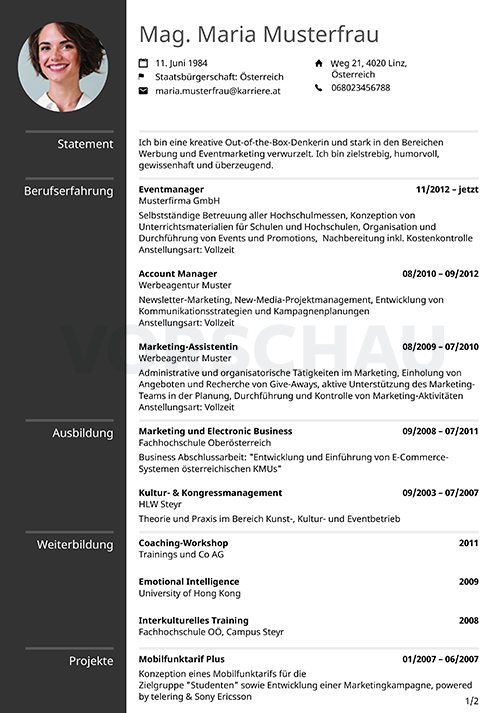 Mag. Maria Musterfrau
11. Juni 1984
Staatsbürgerschaft: Österreich
maria.musterfrau@karriere.at
Weg 21, 4020 Linz,
Österreich
068023456788
Statement
Ich bin eine kreative Out-of-the-Box-Denkerin und stark in den Bereichen
Werbung und Eventmarketing verwurzelt. Ich bin zielstrebig, humorvoll,
gewissenhaft und überzeugend.
Berufserfahrung
Eventmanager 11/2012 – jetzt
Musterfirma GmbH
Selbstständige Betreuung aller Hochschulmessen, Konzeption von
Unterrichtsmaterialien für Schulen und Hochschulen, Organisation und
Durchführung von Events und Promotions, Nachbereitung inkl. Kostenkontrolle
Anstellungsart: Vollzeit
Account Manager 08/2010 – 09/2012
Werbeagentur Muster
Newsletter-Marketing, New-Media-Projektmanagement, Entwicklung von
Kommunikationsstrategien und Kampagnenplanungen
Anstellungsart: Vollzeit
VORSCHAU
Marketing-Assistentin 08/2009 – 07/2010
Werbeagentur Muster
Administrative und organisatorische Tätigkeiten im Marketing, Einholung von
Angeboten und Recherche von Give-Aways, aktive Unterstützung des Marketing-
Teams in der Planung, Durchführung und Kontrolle von Marketing-Aktivitäten
Anstellungsart: Vollzeit
Ausbildung
Marketing und Electronic Business 09/2008 – 07/2011
Fachhochschule Oberösterreich
Business Abschlussarbeit: "Entwicklung und Einführung von E-Commerce-
Systemen österreichischen KMUs"
Kultur- & Kongressmanagement 09/2003 – 07/2007
HLW Steyr
Theorie und Praxis im Bereich Kunst-, Kultur- und Eventbetrieb
Weiterbildung
Coaching-Workshop 2011
Trainings und Co AG
Emotional Intelligence 2009
University of Hong Kong
Interkulturelles Training 2008
Fachhochschule OÖ, Campus Steyr
Projekte
Mobilfunktarif Plus 01/2007 – 06/2007
Konzeption eines Mobilfunktarifs für die
Zielgruppe "Studenten" sowie Entwicklung einer Marketingkampagne, powered
by telering & Sony Ericsson
1/2